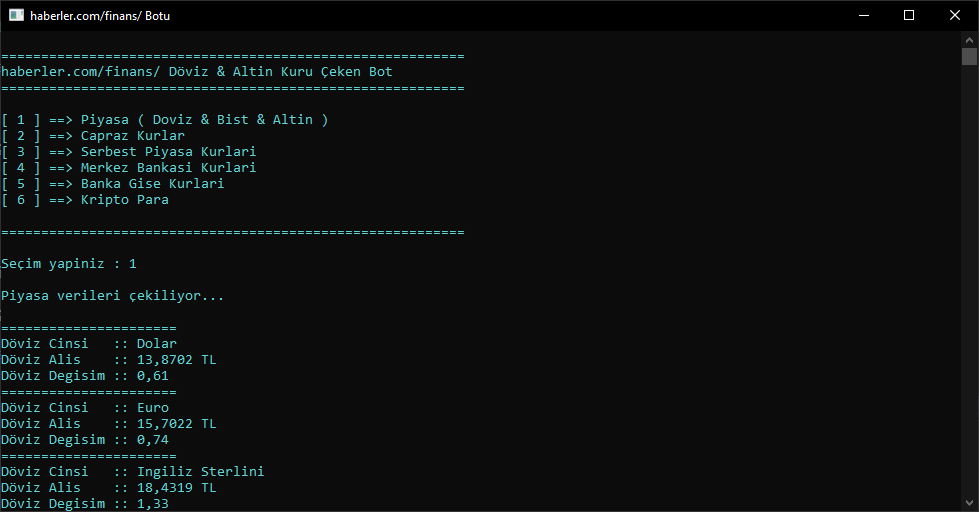 haberler.com/finans/ Botu
==========================================================
haberler.com/finans/ Döviz & Altin Kuru Çeken Bot
==========================================================
[ 1 ] ==> Piyasa ( Doviz & Bist & Altin )
[ 2 ] ==> Capraz Kurlar
[ 3 ] ==> Serbest Piyasa Kurlari
[ 4 ] ==> Merkez Bankasi Kurlari
[ 5 ] ==> Banka Gise Kurlari
[ 6 ] ==> Kripto Para
==========================================================
Seçim yapiniz : 1
Piyasa verileri çekiliyor...
======================
Döviz Cinsi   :: Dolar
Döviz Alis    :: 13,8702 TL
Döviz Degisim :: 0,61
======================
Döviz Cinsi   :: Euro
Döviz Alis    :: 15,7022 TL
Döviz Degisim :: 0,74
======================
Döviz Cinsi   :: Ingiliz Sterlini
Döviz Alis    :: 18,4319 TL
Döviz Degisim :: 1,33